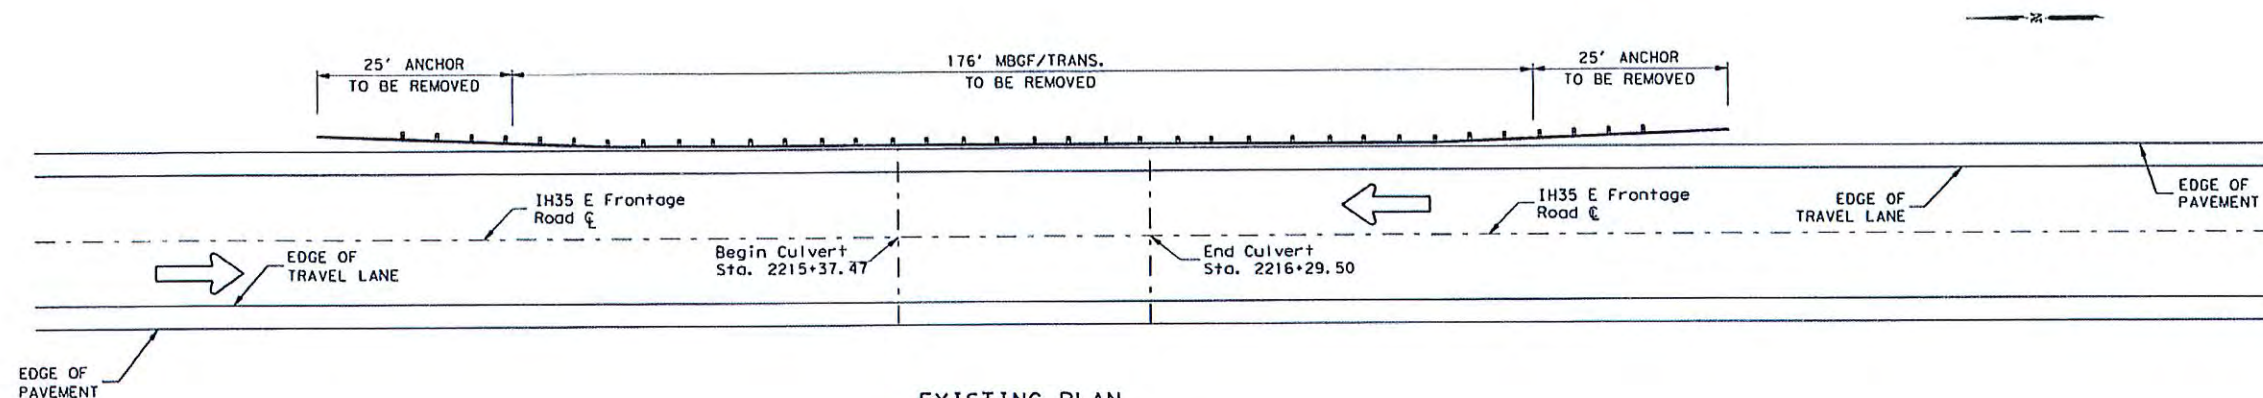 N
25' ANCHOR
TO BE REMOVED
176' MBGF/TRANS.
TO BE REMOVED
25' ANCHOR
TO BE REMOVED
IH35 E Frontage
Road ℄
IH35 E Frontage
Road ℄
EDGE OF
TRAVEL LANE
EDGE OF
PAVEMENT
EDGE OF
TRAVEL LANE
Begin Culvert
Sta. 2215+37.47
End Culvert
Sta. 2216+29.50
EDGE OF
PAVEMENT
EXISTING PLAN